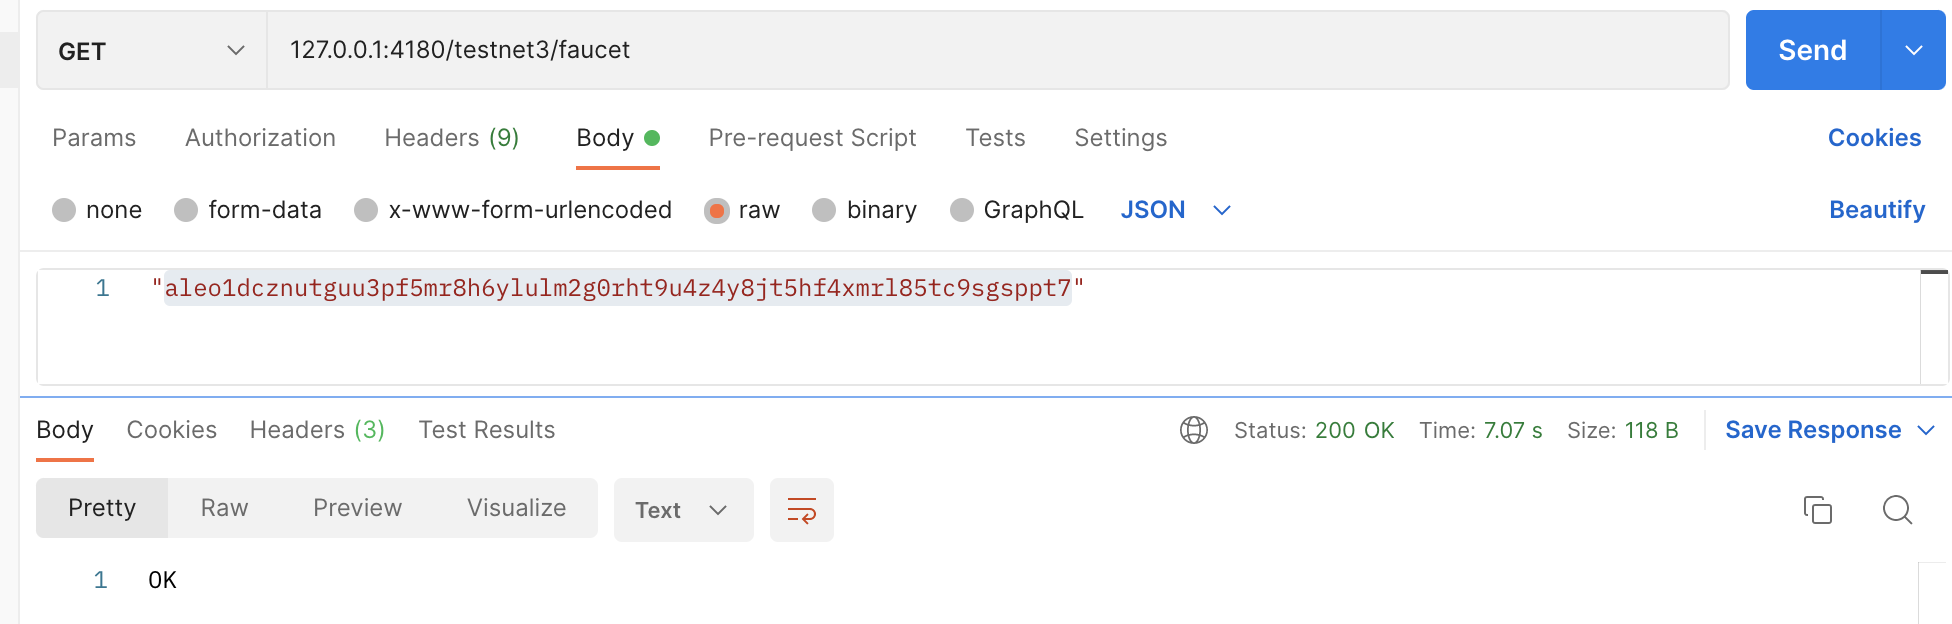 GET 127.0.0.1:4180/testnet3/faucet Send
Params Authorization Headers (9) Body Pre-request Script Tests Settings Cookies
none form-data x-www-form-urlencoded raw binary GraphQL JSON Beautify
1 "aleo1dcznutguu3pf5mr8h6ylulm2g0rht9u4z4y8jt5hf4xmrl85tc9sgsppt7"
Body Cookies Headers (3) Test Results Status: 200 OK Time: 7.07 s Size: 118 B Save Response
Pretty Raw Preview Visualize Text
1 OK